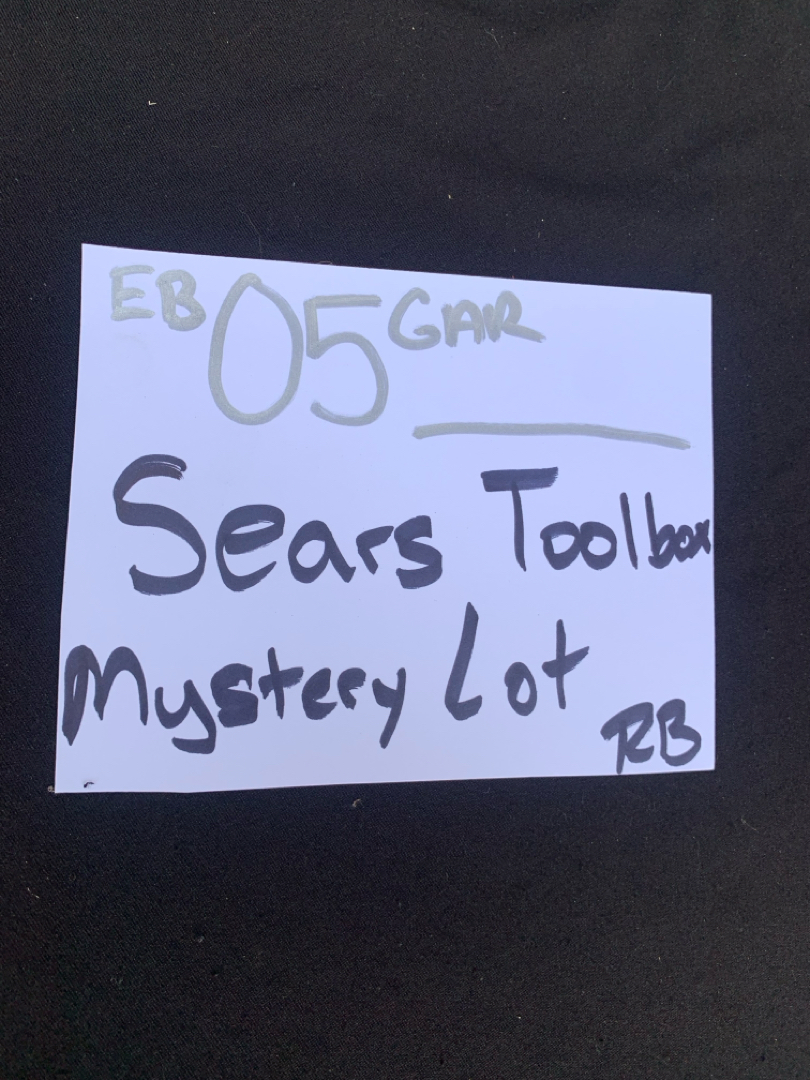 EB 05 GAR
Sears Toolbox
Mystery Lot
RB